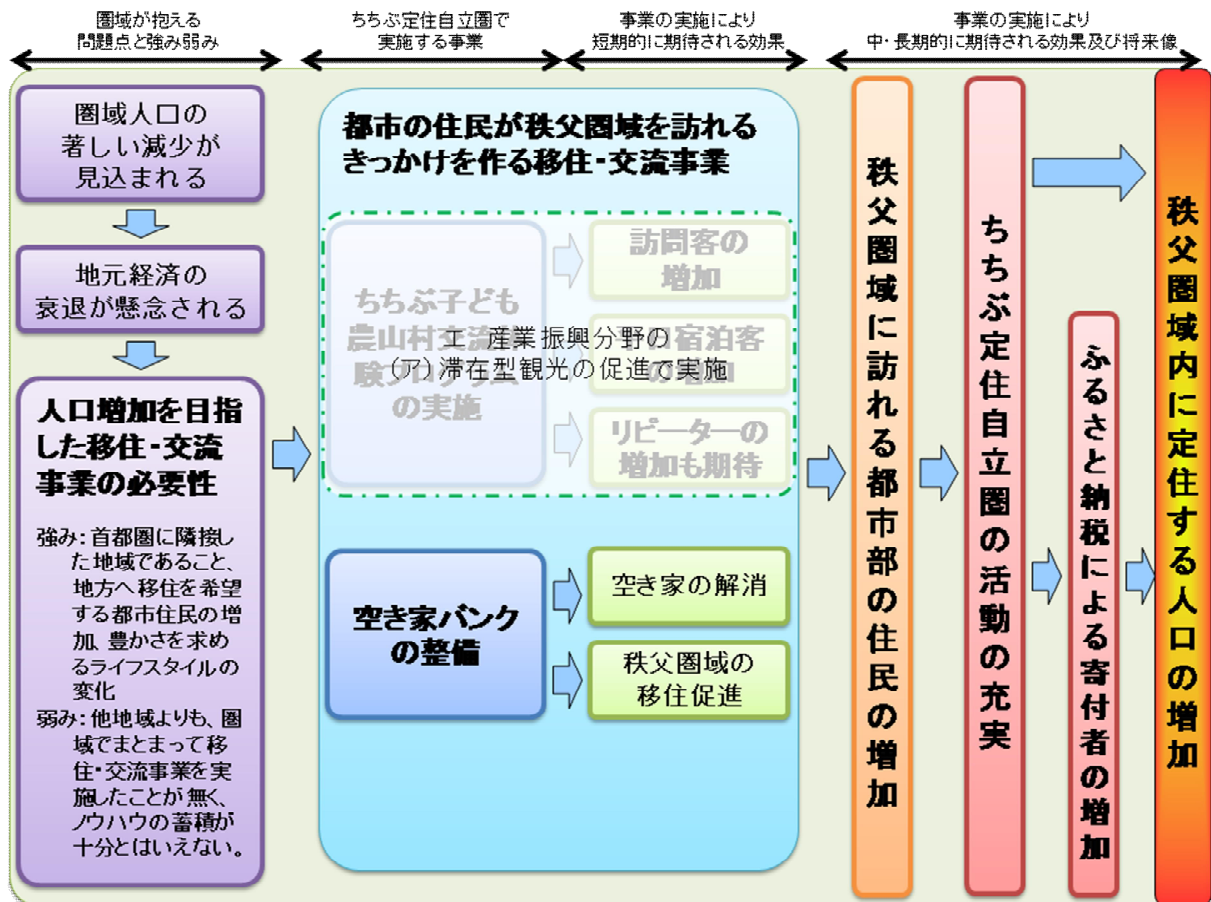 圏域が抱える
問題点と強み弱み
ちちぶ定住自立圏で
実施する事業
事業の実施により
短期的に期待される効果
事業の実施により
中・長期的に期待される効果及び将来像
圏域人口の
著しい減少が
見込まれる
地元経済の
衰退が懸念される
人口増加を目指
した移住・交流
事業の必要性
強み：首都圏に隣接し
た地域であること、
地方へ移住を希望
する都市住民の増
加、豊かさを求め
るライフスタイルの
変化
弱み：他地域よりも、圏
域でまとまって移
住・交流事業を実
施したことが無く、
ノウハウの蓄積が
十分とはいえない。
都市の住民が秩父圏域を訪れる
きっかけを作る移住・交流事業
ちちぶ子ども
農山村交流
の実施
訪問客の
増加
宿泊客
の増加
リピーターの
増加も期待
エ 産業振興分野の
(ア)滞在型観光の促進で実施
空き家バンク
の整備
空き家の解消
秩父圏域の
移住促進
秩父圏域に訪れる都市部の住民の増加
ちちぶ定住自立圏の活動の充実
ふるさと納税による寄付者の増加
秩父圏域内に定住する人口の増加